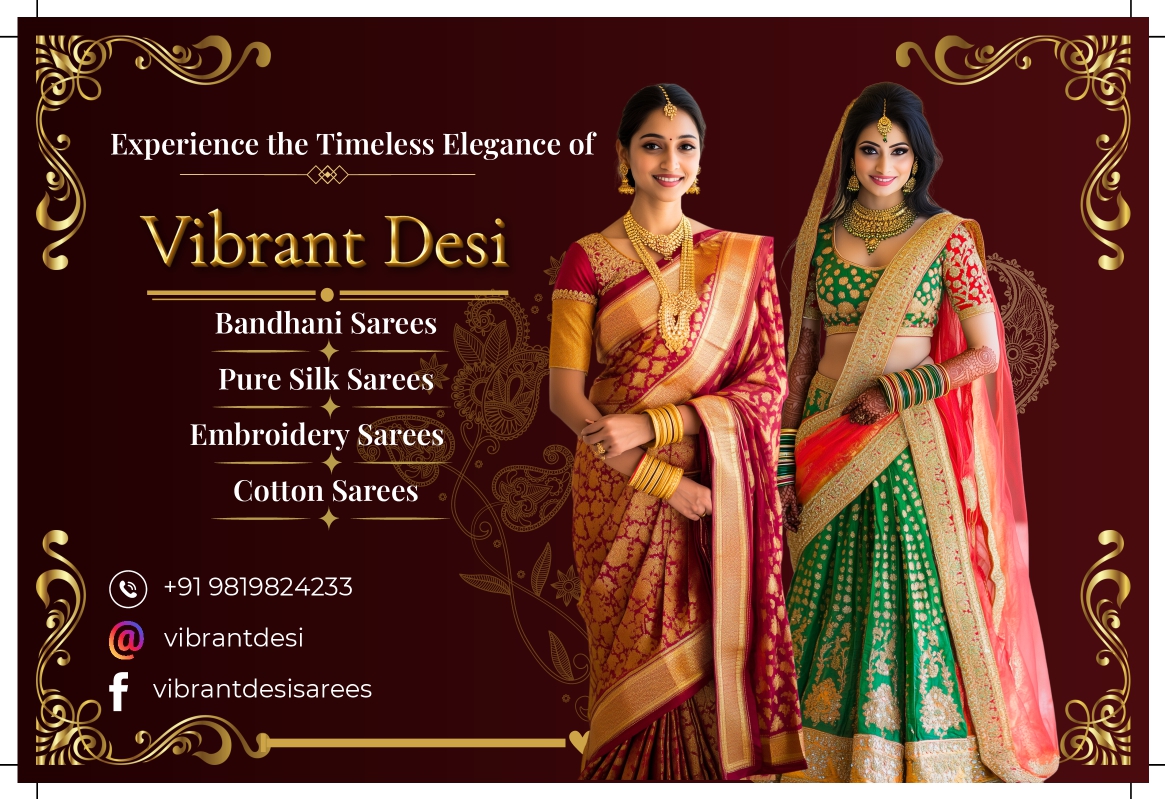 Experience the Timeless Elegance of
Vibrant Desi
Bandhani Sarees
Pure Silk Sarees
Embroidery Sarees
Cotton Sarees
+91 9819824233
@ vibrantdesi
f vibrantdesisarees